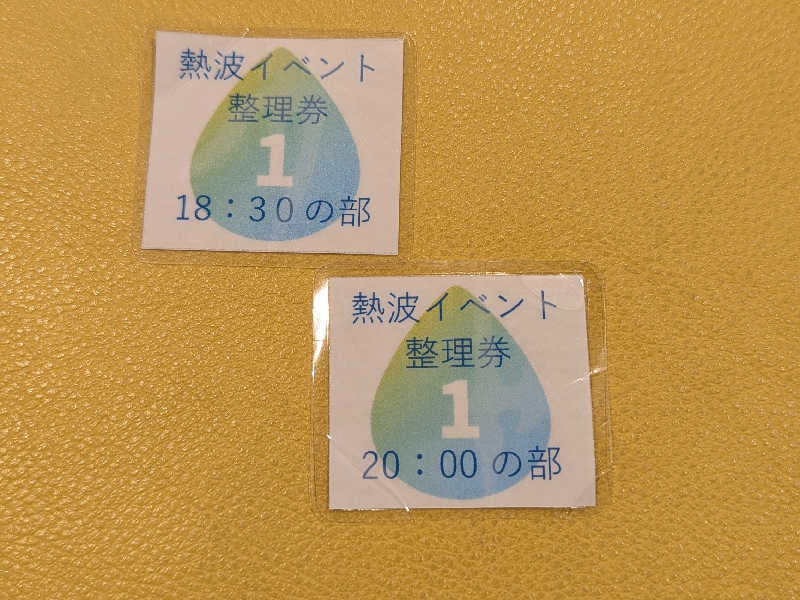 熱波イベント
整理券
1
18:30の部
熱波イベント
整理券
1
20:00の部